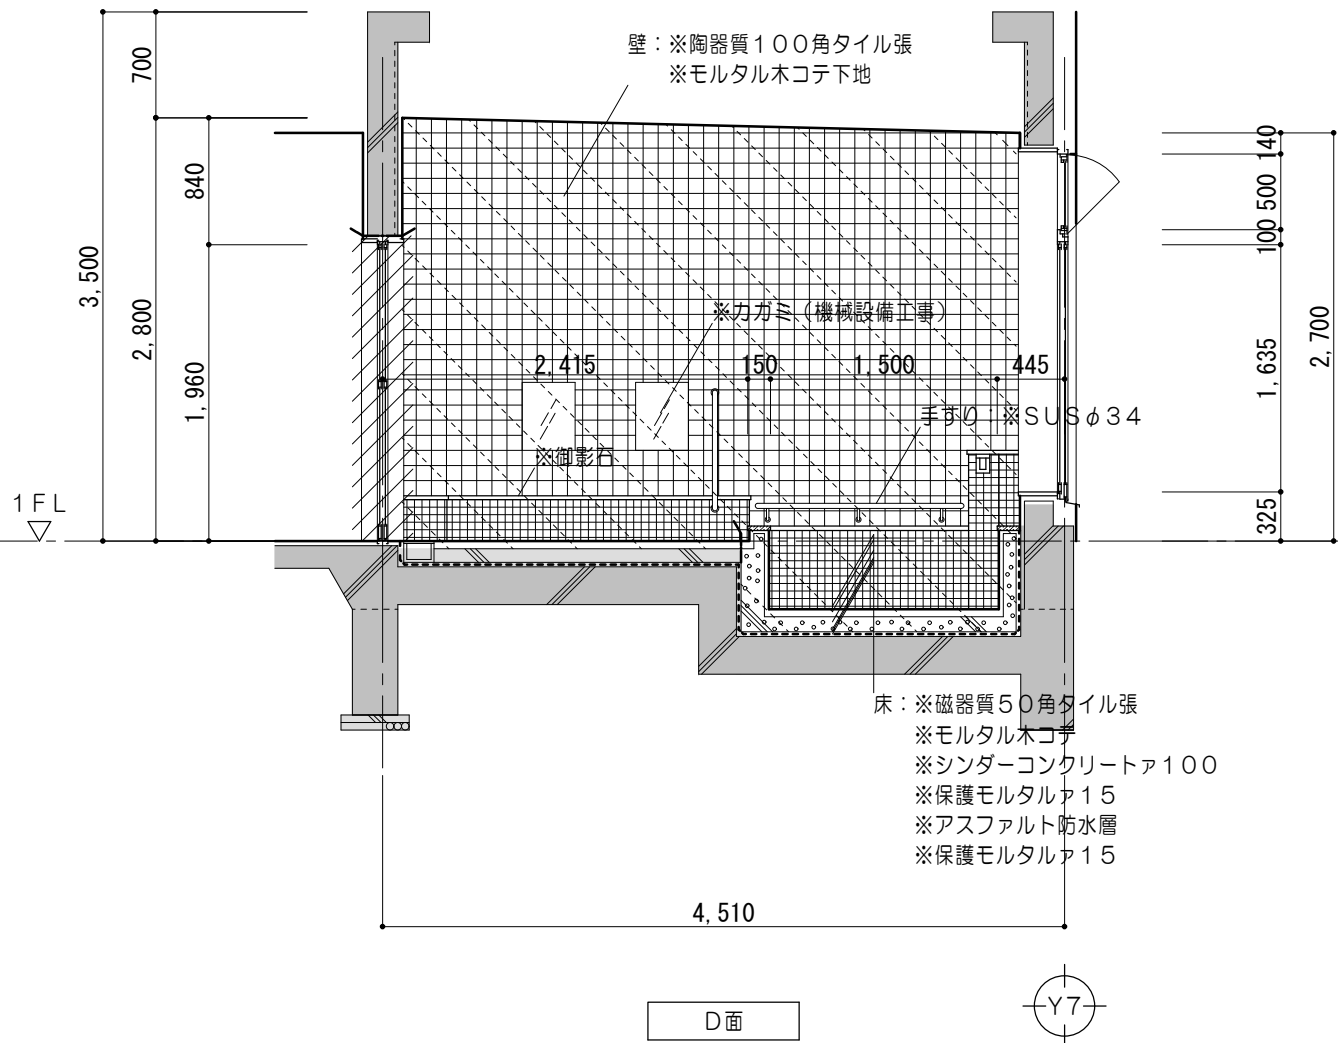 壁：※陶器質１００角タイル張
※モルタル木コテ下地
700
840
3,500
2,800
1,960
140
500
100
1,635
325
2,700
※カガミ（機械設備工事）
2,415
150
1,500
445
手すり：※ＳＵＳφ３４
※御影石
１ＦＬ
床：※磁器質５０角タイル張
※モルタル木コテ
※シンダーコンクリートァ１００
※保護モルタルァ１５
※アスファルト防水層
※保護モルタルァ１５
4,510
Ｄ面
Ｙ７